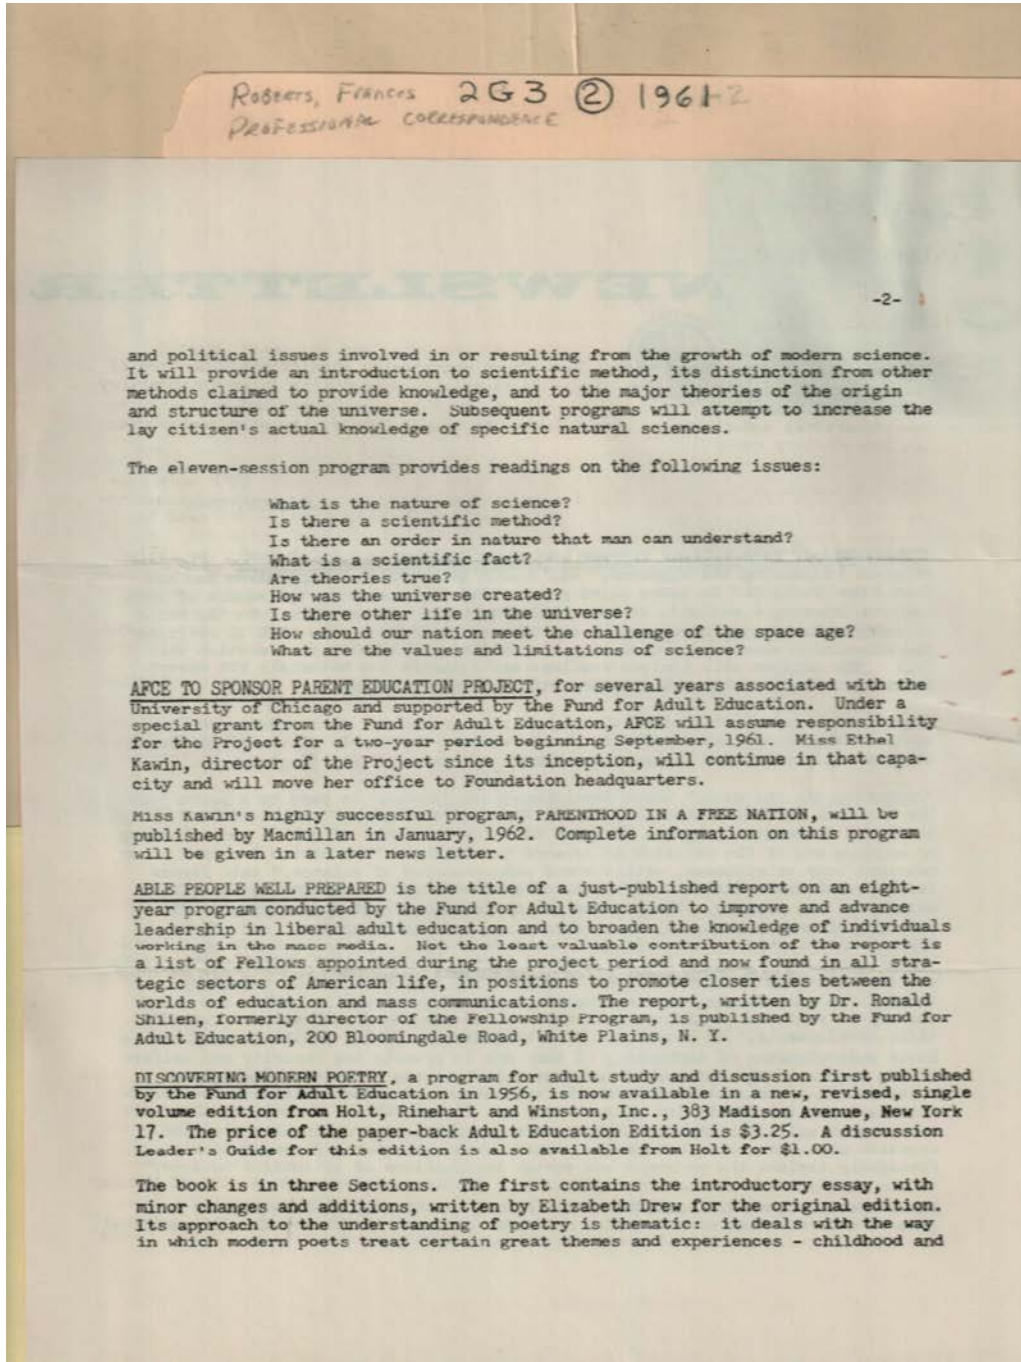 Roberts, Frances 2G3 ② 1961-2
PROFESSIONAL CORRESPONDENCE
NEWSLETTER
-2-
and political issues involved in or resulting from the growth of modern science.
It will provide an introduction to scientific method, its distinction from other
methods claimed to provide knowledge, and to the major theories of the origin
and structure of the universe. Subsequent programs will attempt to increase the
lay citizen's actual knowledge of specific natural sciences.
The eleven-session program provides readings on the following issues:
What is the nature of science?
Is there a scientific method?
Is there an order in nature that man can understand?
What is a scientific fact?
Are theories true?
How was the universe created?
Is there other life in the universe?
How should our nation meet the challenge of the space age?
What are the values and limitations of science?
AFCE TO SPONSOR PARENT EDUCATION PROJECT, for several years associated with the
University of Chicago and supported by the Fund for Adult Education. Under a
special grant from the Fund for Adult Education, AFCE will assume responsibility
for the Project for a two-year period beginning September, 1961. Miss Ethel
Kawin, director of the Project since its inception, will continue in that capa-
city and will move her office to Foundation headquarters.
Miss Kawin's highly successful program, PARENTHOOD IN A FREE NATION, will be
published by Macmillan in January, 1962. Complete information on this program
will be given in a later news letter.
ABLE PEOPLE WELL PREPARED is the title of a just-published report on an eight-
year program conducted by the Fund for Adult Education to improve and advance
leadership in liberal adult education and to broaden the knowledge of individuals
working in the mass media. Not the least valuable contribution of the report is
a list of Fellows appointed during the project period and now found in all stra-
tegic sectors of American life, in positions to promote closer ties between the
worlds of education and mass communications. The report, written by Dr. Ronald
Shilen, formerly director of the Fellowship Program, is published by the Fund for
Adult Education, 200 Bloomingdale Road, White Plains, N. Y.
DISCOVERING MODERN POETRY, a program for adult study and discussion first published
by the Fund for Adult Education in 1956, is now available in a new, revised, single
volume edition from Holt, Rinehart and Winston, Inc., 383 Madison Avenue, New York
17. The price of the paper-back Adult Education Edition is $3.25. A discussion
Leader's Guide for this edition is also available from Holt for $1.00.
The book is in three Sections. The first contains the introductory essay, with
minor changes and additions, written by Elizabeth Drew for the original edition.
Its approach to the understanding of poetry is thematic: it deals with the way
in which modern poets treat certain great themes and experiences - childhood and